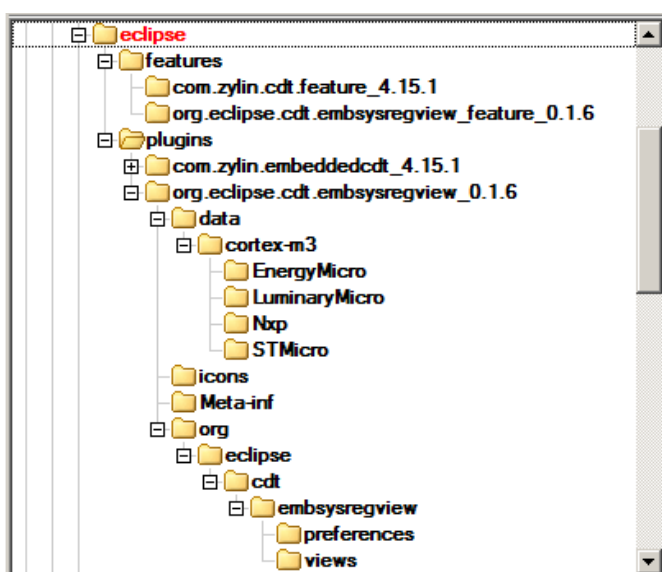 eclipse
features
com.zylin.cdt.feature_4.15.1
org.eclipse.cdt.embsysregview_feature_0.1.6
plugins
com.zylin.embeddedcdt_4.15.1
org.eclipse.cdt.embsysregview_0.1.6
data
cortex-m3
EnergyMicro
LuminaryMicro
Nxp
STMicro
icons
Meta-inf
org
eclipse
cdt
embsysregview
preferences
views